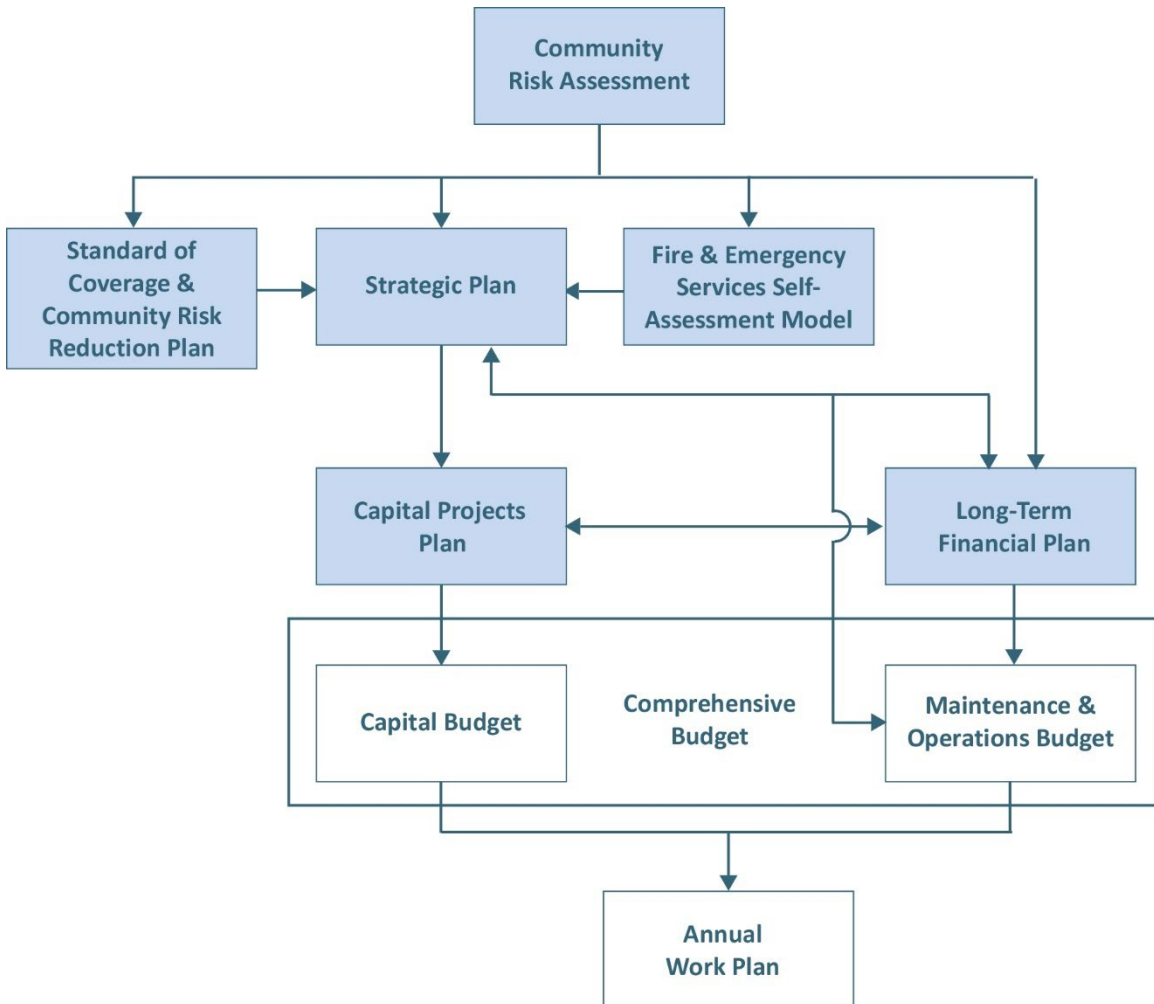 Community
Risk Assessment
Standard of
Coverage &
Community Risk
Reduction Plan
Strategic Plan
Fire & Emergency
Services Self-
Assessment Model
Capital Projects
Plan
Long-Term
Financial Plan
Capital Budget
Comprehensive
Budget
Maintenance &
Operations Budget
Annual
Work Plan